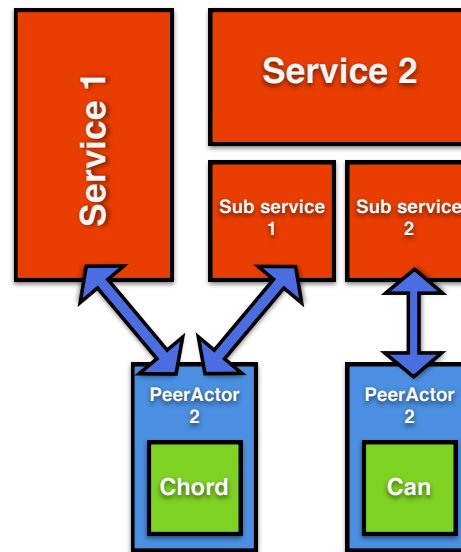 Service 1
Service 2
Sub service
1
Sub service
2
PeerActor
2
Chord
PeerActor
2
Can